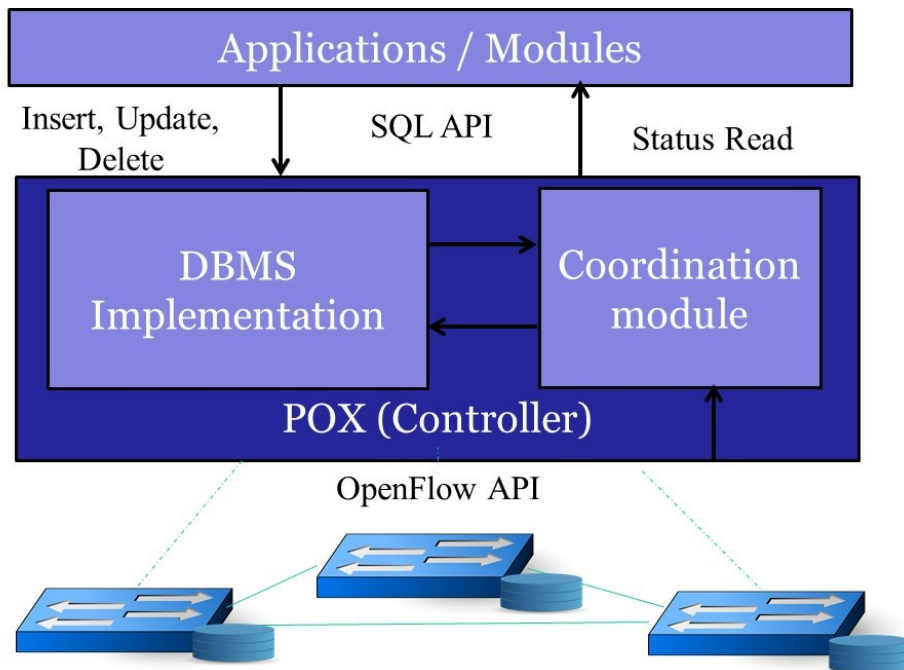 Applications / Modules
Insert, Update,
Delete
SQL API
Status Read
DBMS
Implementation
Coordination
module
POX (Controller)
OpenFlow API